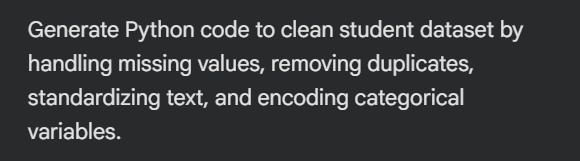 Generate Python code to clean student dataset by
handling missing values, removing duplicates,
standardizing text, and encoding categorical
variables.